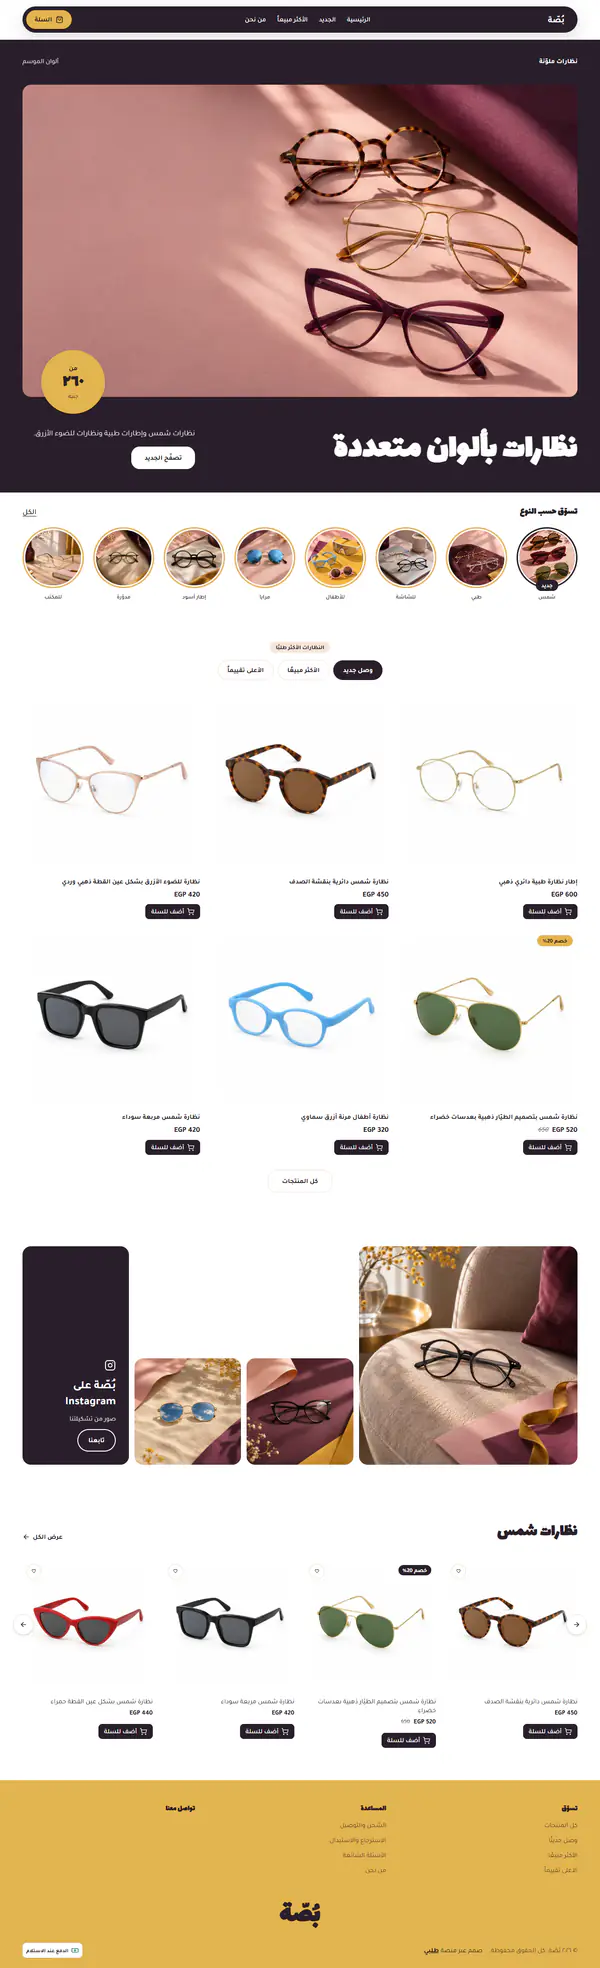 بُصّة
الرئيسية
الجديد
الأكثر مبيعاً
من نحن
السلة
نظارات ملوّنة
ألوان الموسم
من
٢٦٠
جنيه
نظارات بألوان متعددة
نظارات شمس وإطارات طبية ونظارات للضوء الأزرق.
تصفّح الجديد
تسوّق حسب النوع
الكل
جديد
شمس
طبي
للشاشة
للأطفال
مرايا
إطار أسود
مدوّرة
للمكتب
النظارات الأكثر طلبًا
وصل جديد
الأكثر مبيعًا
الأعلى تقييماً
إطار نظارة طبية دائري ذهبي
EGP 600
أضف للسلة
نظارة شمس دائرية بنقشة الصدف
EGP 450
أضف للسلة
نظارة للضوء الأزرق بشكل عين القطة ذهبي وردي
EGP 420
أضف للسلة
خصم 20%
نظارة شمس بتصميم الطيّار ذهبية بعدسات خضراء
EGP 520 650
أضف للسلة
نظارة أطفال مرنة أزرق سماوي
EGP 320
أضف للسلة
نظارة شمس مربعة سوداء
EGP 420
أضف للسلة
كل المنتجات
بُصّة على
Instagram
صور من تشكيلتنا
تابعنا
نظارات شمس
عرض الكل
نظارة شمس دائرية بنقشة الصدف
EGP 450
أضف للسلة
خصم 20%
نظارة شمس بتصميم الطيّار ذهبية بعدسات
خضراء
EGP 520 650
أضف للسلة
نظارة شمس مربعة سوداء
EGP 420
أضف للسلة
نظارة شمس بشكل عين القطة حمراء
EGP 440
أضف للسلة
تسوّق
كل المنتجات
وصل حديثًا
الأكثر مبيعًا
الأعلى تقييماً
المساعدة
الشحن والتوصيل
الاسترجاع والاستبدال
الأسئلة الشائعة
من نحن
تواصل معنا
بُصّة
بُصّة. كل الحقوق محفوظة.
صمم عبر منصة طلبي
الدفع عند الاستلام